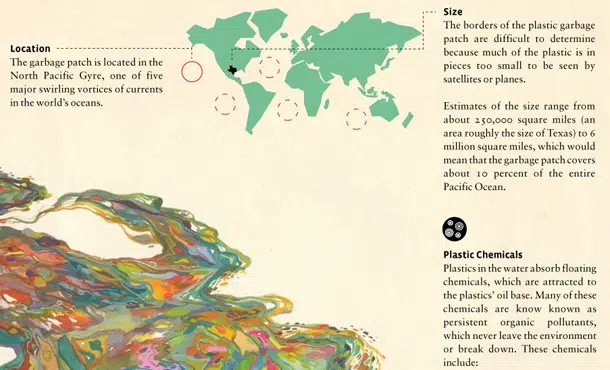 Location
The garbage patch is located in the
North Pacific Gyre, one of five
major swirling vortices of currents
in the world's oceans.
Size
The borders of the plastic garbage
patch are difficult to determine
because much of the plastic is in
pieces too small to be seen by
satellites or planes.
Estimates of the size range from
about 250,000 square miles (an
area roughly the size of Texas) to 6
million square miles, which would
mean that the garbage patch covers
about 10 percent of the entire
Pacific Ocean.
Plastic Chemicals
Plastics in the water absorb floating
chemicals, which are attracted to
the plastics' oil base. Many of these
chemicals are know known as
persistent organic pollutants,
which never leave the environment
or break down. These chemicals
include: